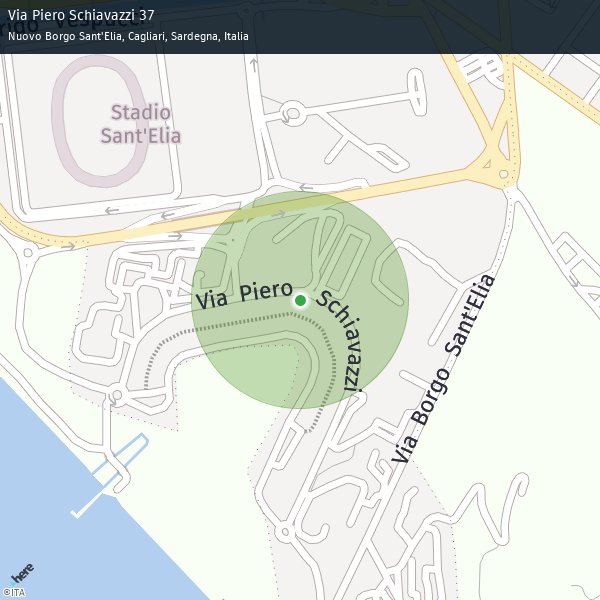 Via Piero Schiavazzi 37
Nuovo Borgo Sant'Elia, Cagliari, Sardegna, Italia
Stadio
Sant'Elia
Via Piero Schiavazzi
Via Borgo Sant'Elia
here
©ITA